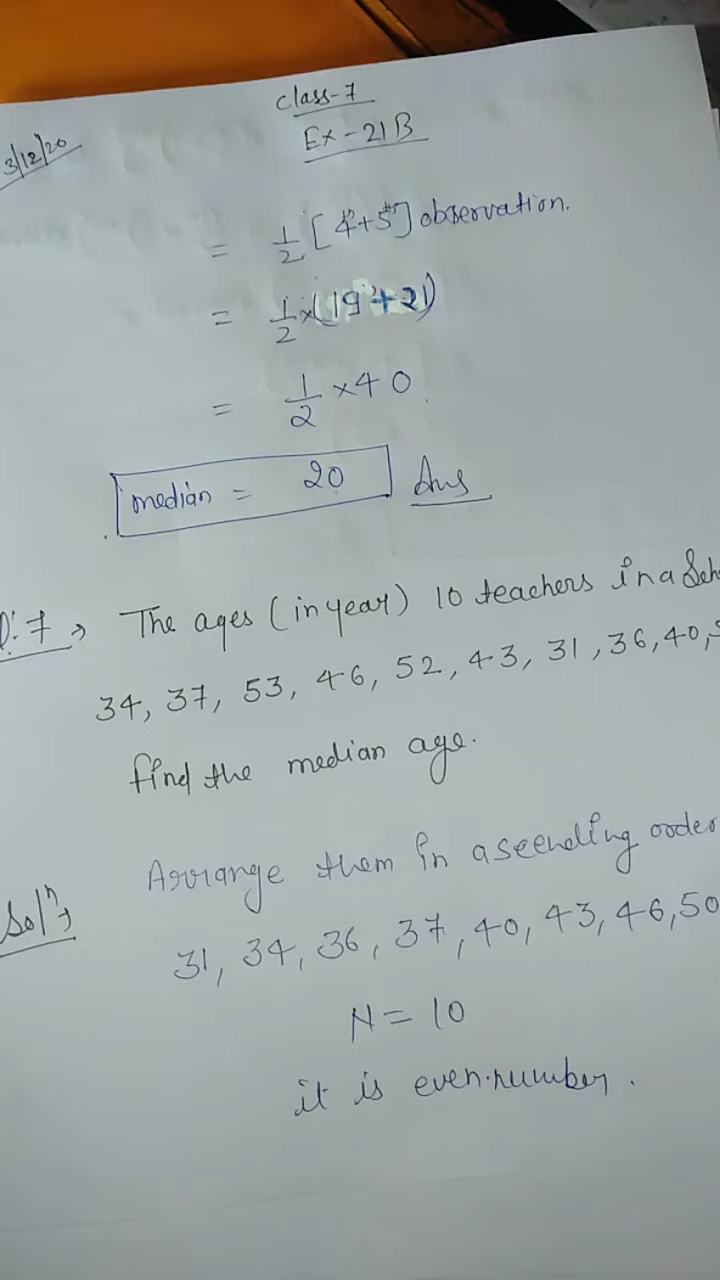 Class-7
3/12/20
Ex-21B
= 1/2 [4th+5th] observation.
= 1/2 × (19+21)
= 1/2 × 40
median = 20 Ans
7 → The ages (in year) 10 teachers in a Sch
34, 37, 53, 46, 52, 43, 31, 36, 40,
find the median age.
Soln → Arrange them in ascending order
31, 34, 36, 37, 40, 43, 46, 50
N = 10
it is even number.